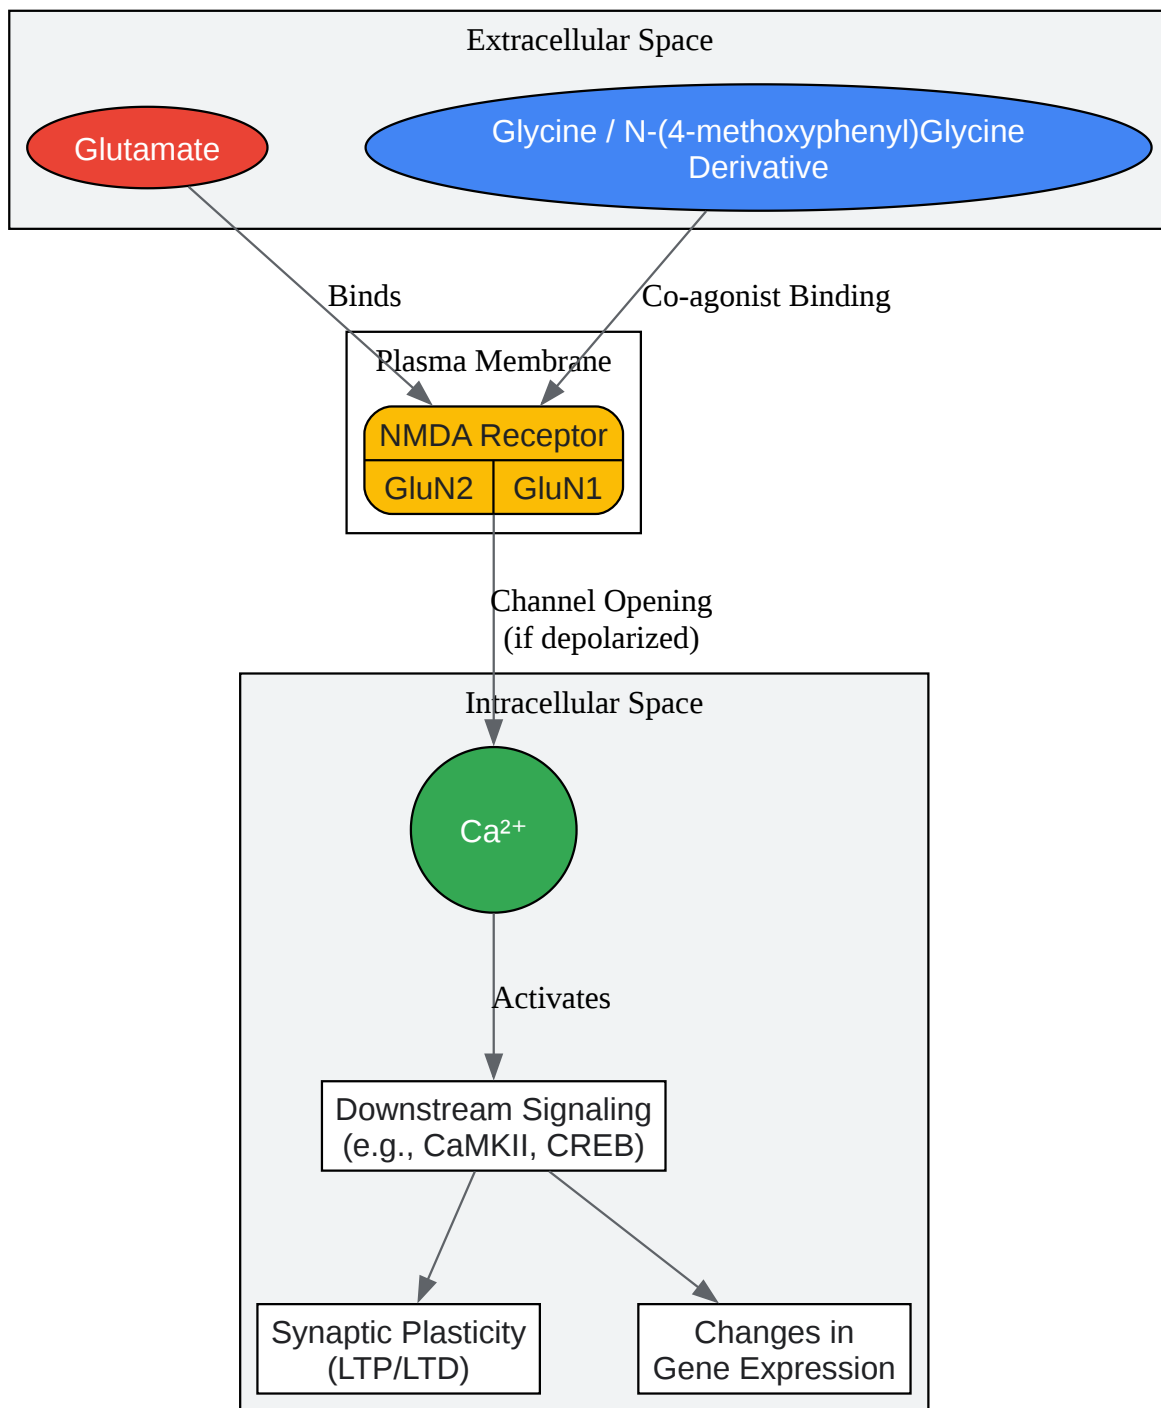 Extracellular Space
Glutamate
Glycine / N-(4-methoxyphenyl)Glycine
Derivative
Binds
Co-agonist Binding
Plasma Membrane
NMDA Receptor
GluN2
GluN1
Channel Opening
(if depolarized)
Intracellular Space
Ca²⁺
Activates
Downstream Signaling
(e.g., CaMKII, CREB)
Synaptic Plasticity
(LTP/LTD)
Changes in
Gene Expression